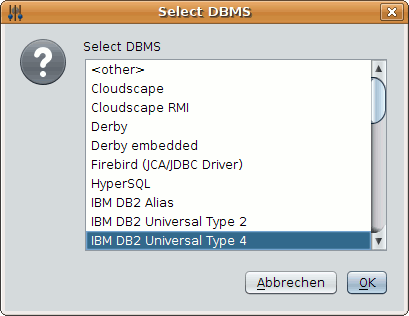 Select DBMS
Select DBMS
<other>
Cloudscape
Cloudscape RMI
Derby
Derby embedded
Firebird (JCA/JDBC Driver)
HyperSQL
IBM DB2 Alias
IBM DB2 Universal Type 2
IBM DB2 Universal Type 4
Abbrechen OK